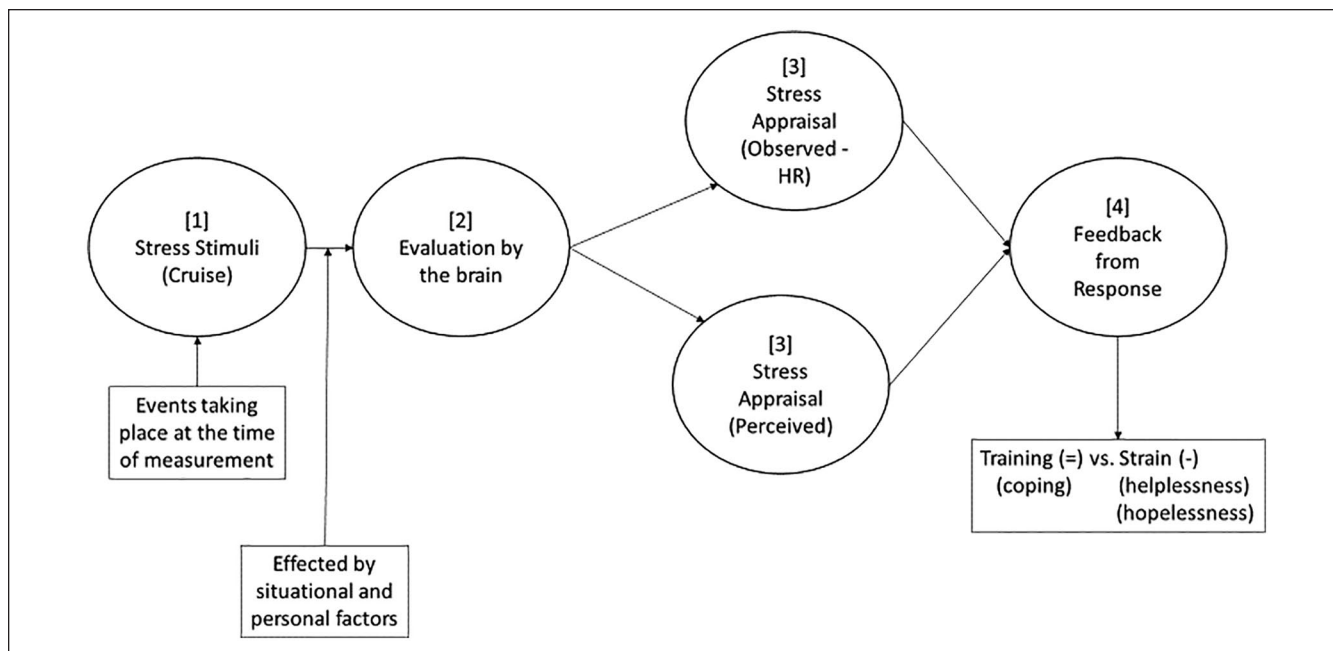 [1]
Stress Stimuli
(Cruise)
[2]
Evaluation by
the brain
[3]
Stress
Appraisal
(Observed -
HR)
[3]
Stress
Appraisal
(Perceived)
[4]
Feedback
from
Response
Events taking
place at the time
of measurement
Effected by
situational and
personal factors
Training (=) vs. Strain (-)
(coping) (helplessness)
(hopelessness)